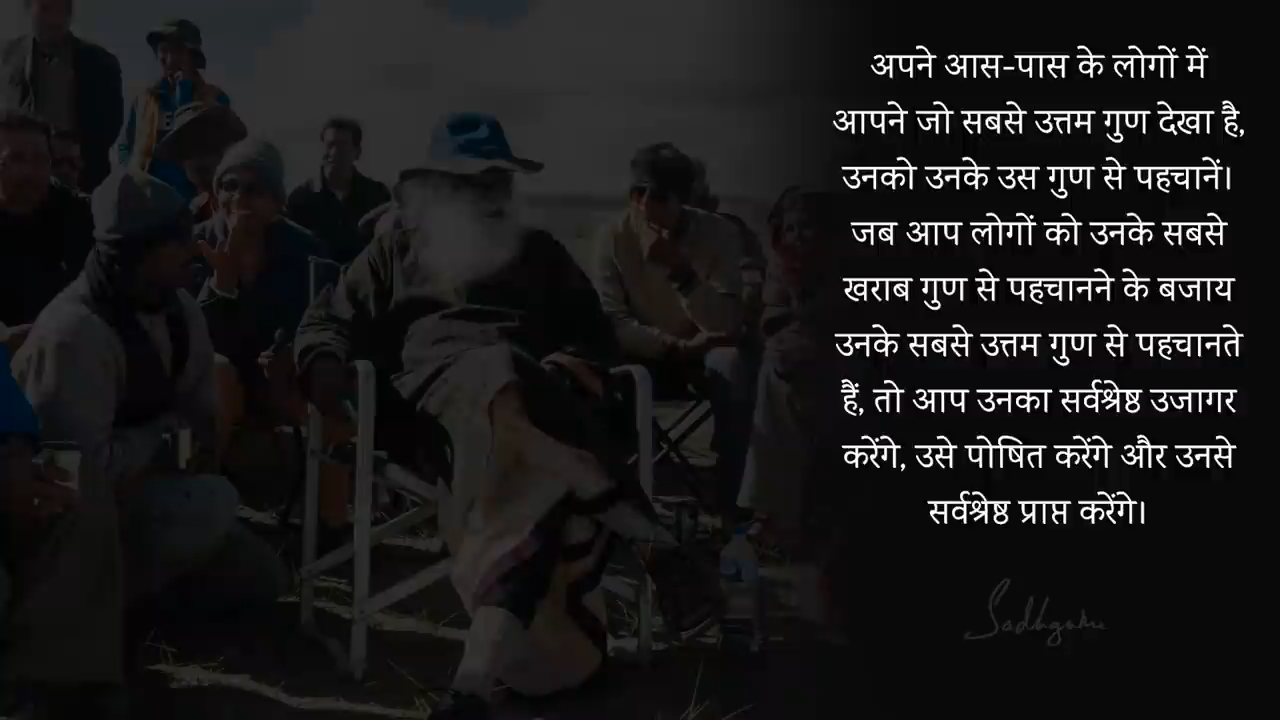 अपने आस-पास के लोगों में
आपने जो सबसे उत्तम गुण देखा है,
उनको उनके उस गुण से पहचानें।
जब आप लोगों को उनके सबसे
खराब गुण से पहचानने के बजाय
उनके सबसे उत्तम गुण से पहचानते
हैं, तो आप उनका सर्वश्रेष्ठ उजागर
करेंगे, उसे पोषित करेंगे और उनसे
सर्वश्रेष्ठ प्राप्त करेंगे।
Sadhguru